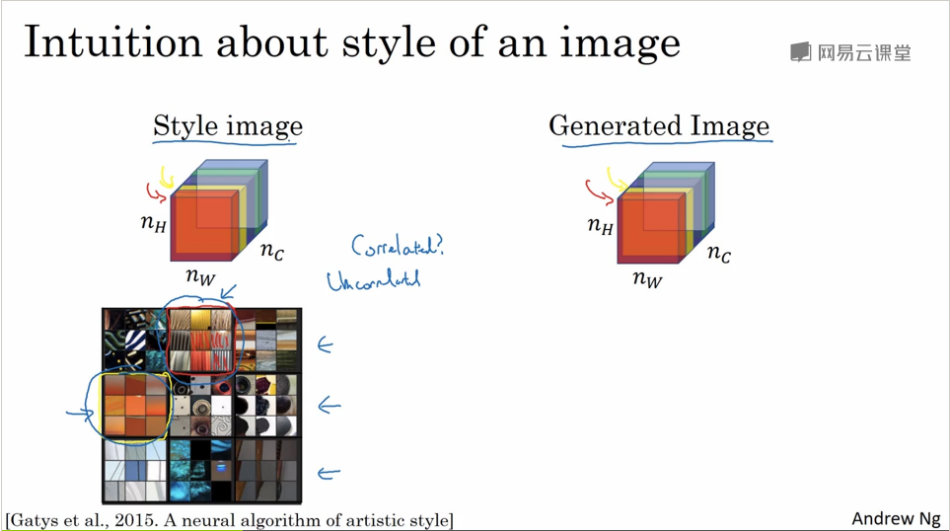 Intuition about style of an image
网易云课堂
Style image
Generated Image
n_H
n_W
n_C
n_H
n_W
n_C
Correlated?
Uncorrelated
[Gatys et al., 2015. A neural algorithm of artistic style]
Andrew Ng